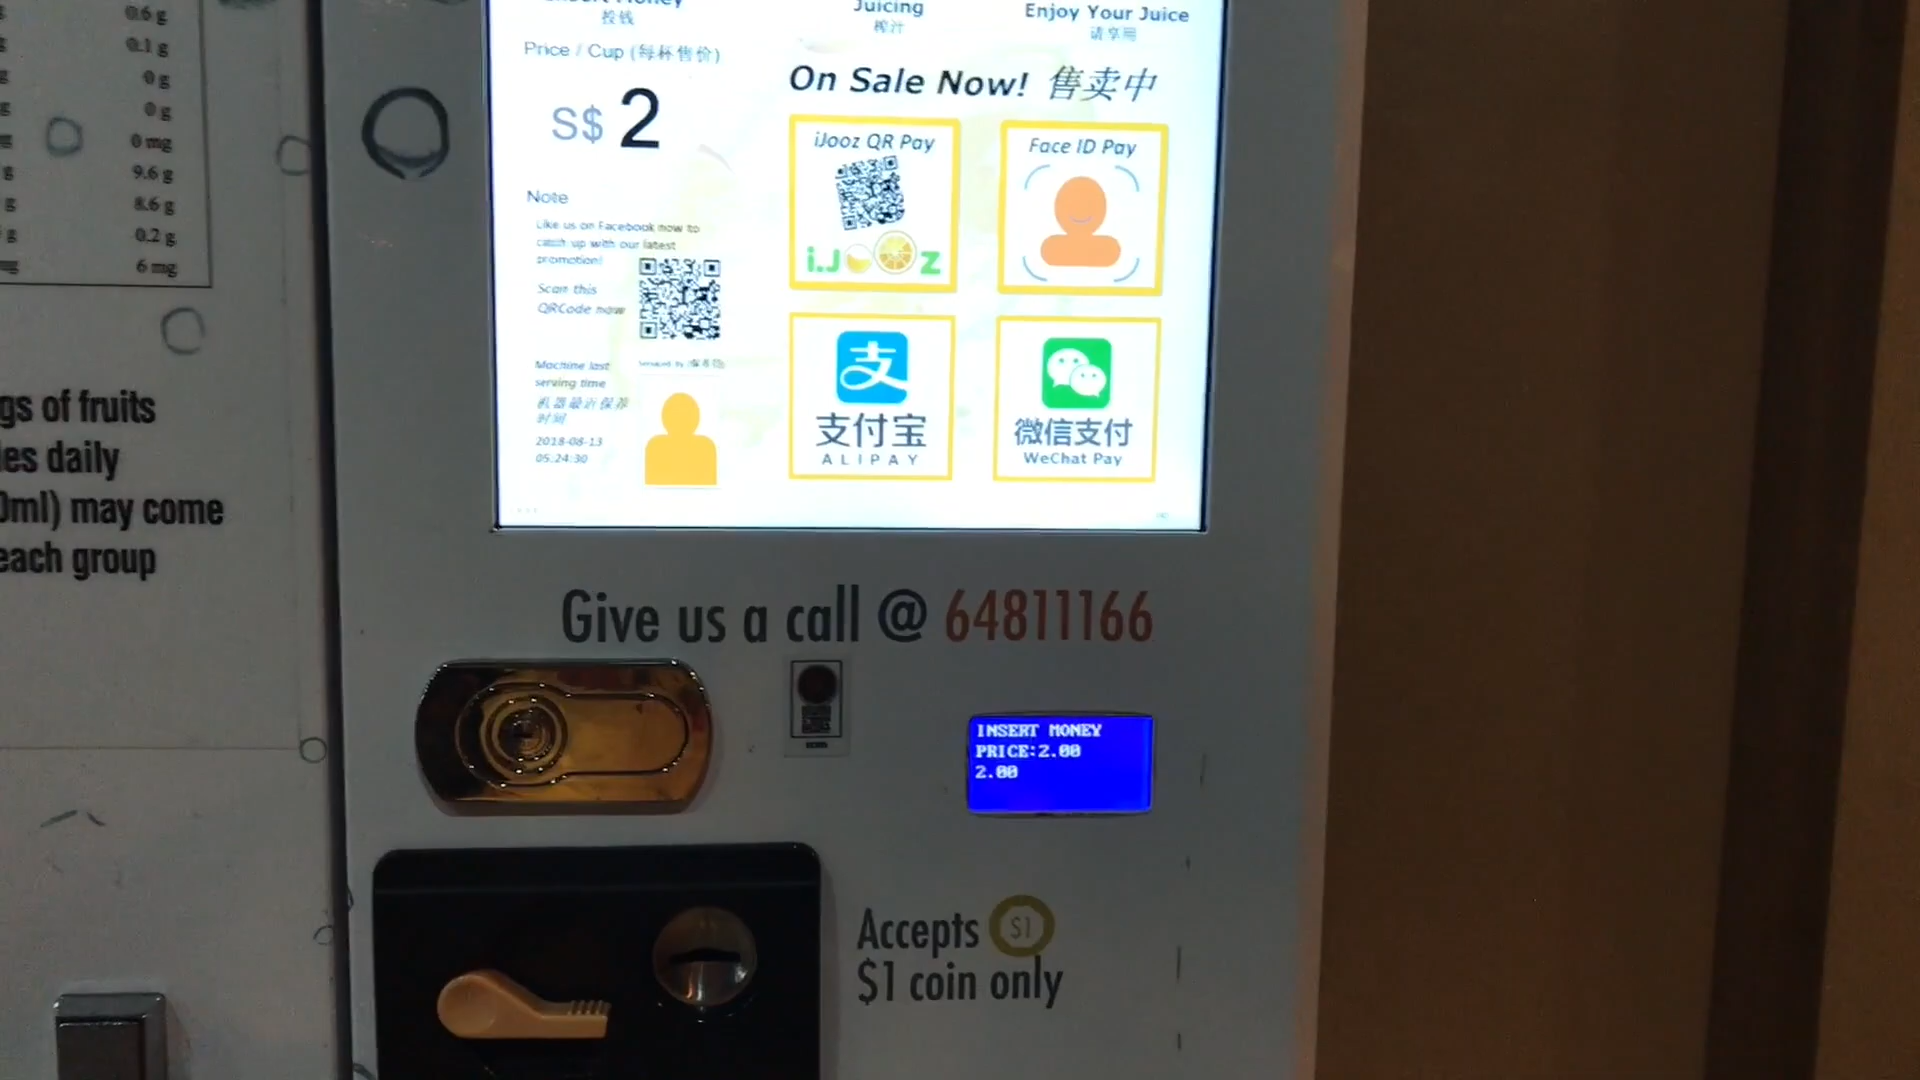 0.6 g
0.1 g
0 g
0 g
0 mg
9.6 g
8.6 g
0.2 g
6 mg
gs of fruits
daily
may come
each group
Money
投钱
Juicing
榨汁
Enjoy Your Juice
请享用
Price / Cup (每杯售价)
S$ 2
On Sale Now! 售卖中
Note
Like us on Facebook now to
catch up with our latest
promotion!
Scan this
QRCode now
Machine last
serving time
机器最近保养
时间
2018-08-13
05:24:30
Serviced by
iJooz QR Pay
i.JOOZ
Face ID Pay
支
支付宝
ALIPAY
微信支付
WeChat Pay
Give us a call @ 64811166
INSERT MONEY
PRICE:2.00
2.00
Accepts $1
$1 coin only